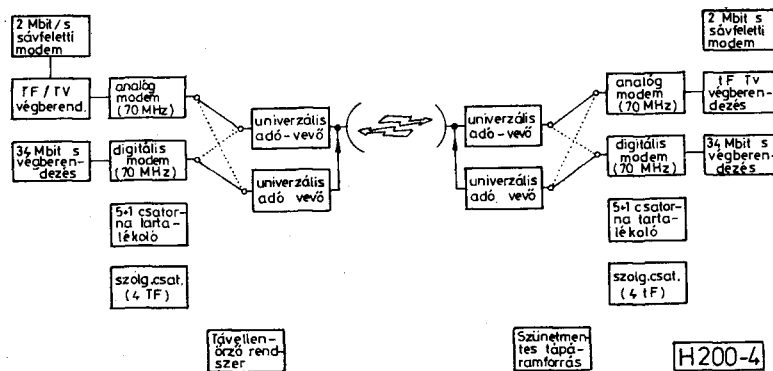 2 Mbit/s
sávfeletti
modem
TF / TV
végberend.
analóg
modem
(70 MHz)
34 Mbit s
végberen-
dezés
digitális
modem
(70 MHz)
5+1 csator-
na tarta-
lékoló
szolg.csat.
(4 TF)
univerzális
adó-vevő
univerzális
adó vevő
Távellen-
őrző rend-
szer
univerzális
adó-vevő
univerzális
adó vevő
Szünetmen-
tes tápá-
ramforrás
2 Mbit s
sávfeletti
modem
analóg
modem
(70 MHz)
tF Tv
végberen-
dezés
digitális
modem
(70 MHz)
34 Mbit s
végberen-
dezés
5+1 csator-
na tarta-
lékoló
szolg.csat.
(4 tF)
H200-4